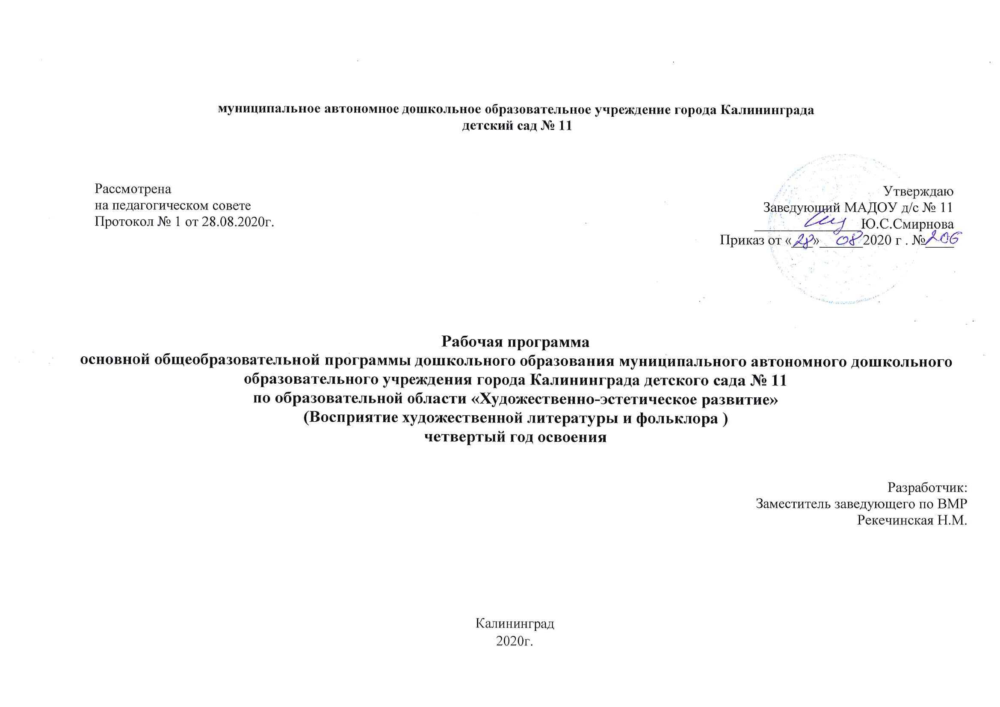 муниципальное автономное дошкольное образовательное учреждение города Калининграда
детский сад № 11
Рассмотрена
на педагогическом совете
Протокол № 1 от 28.08.2020г.
Утверждаю
Заведующий МАДОУ д/с № 11
_______________Ю.С.Смирнова
Приказ от «28» 08 2020 г . № 206
Рабочая программа
основной общеобразовательной программы дошкольного образования муниципального автономного дошкольного
образовательного учреждения города Калининграда детского сада № 11
по образовательной области «Художественно-эстетическое развитие»
(Восприятие художественной литературы и фольклора )
четвертый год освоения
Разработчик:
Заместитель заведующего по ВМР
Рекечинская Н.М.
Калининград
2020г.